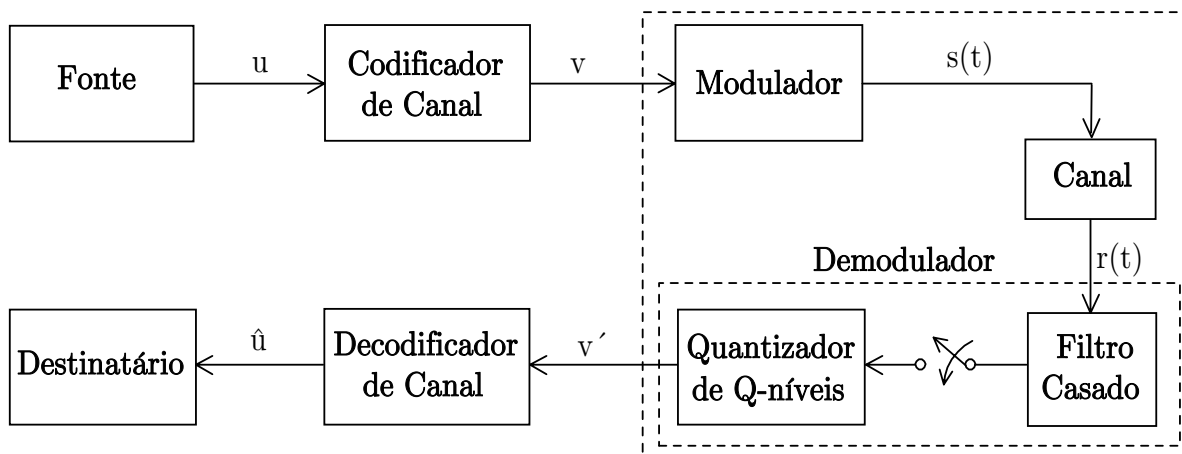 Fonte
u
Codificador
de Canal
v
Modulador
s(t)
Canal
r(t)
Demodulador
Filtro
Casado
Quantizador
de Q-níveis
v´
Decodificador
de Canal
û
Destinatário